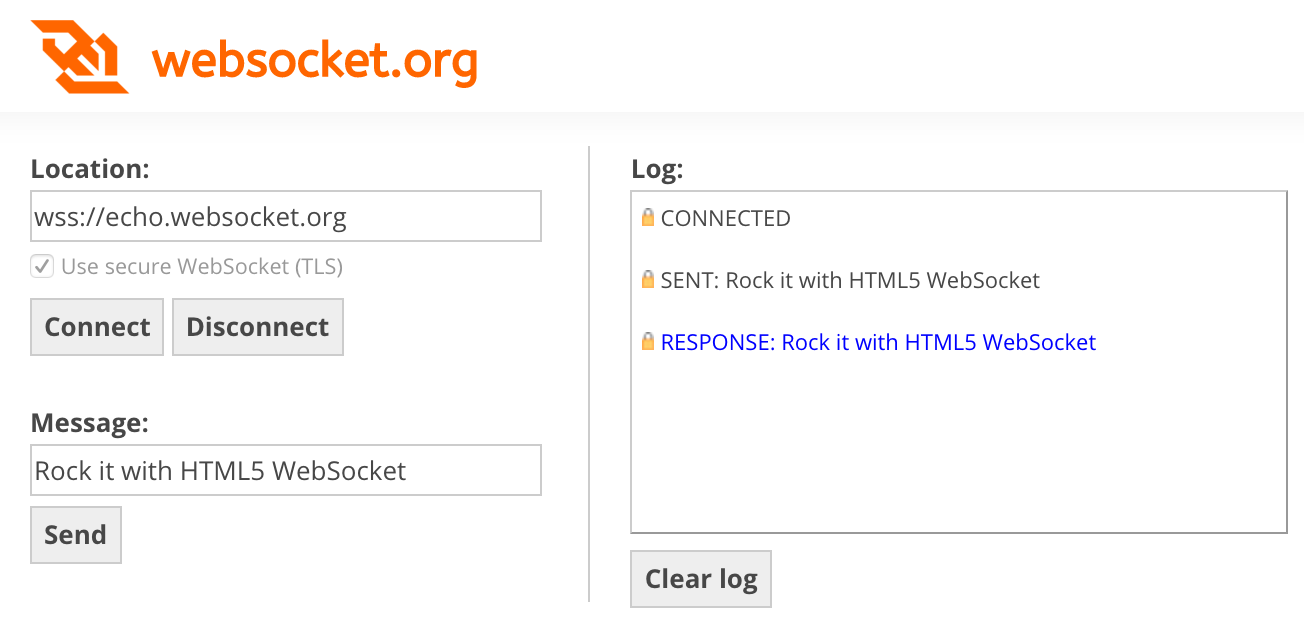 websocket.org
Location:
wss://echo.websocket.org
Use secure WebSocket (TLS)
Connect Disconnect
Message:
Rock it with HTML5 WebSocket
Send
Log:
CONNECTED
SENT: Rock it with HTML5 WebSocket
RESPONSE: Rock it with HTML5 WebSocket
Clear log